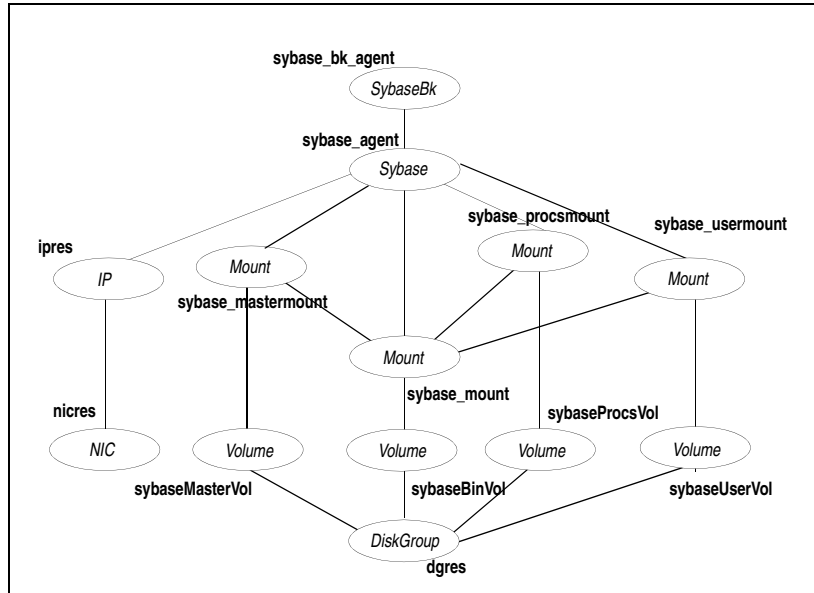 sybase_bk_agent
SybaseBk
sybase_agent
Sybase
sybase_procsmount
sybase_usermount
ipres
IP
Mount
Mount
Mount
sybase_mastermount
Mount
sybase_mount
nicres
sybaseProcsVol
NIC
Volume
Volume
Volume
Volume
sybaseMasterVol
sybaseBinVol
sybaseUserVol
DiskGroup
dgres